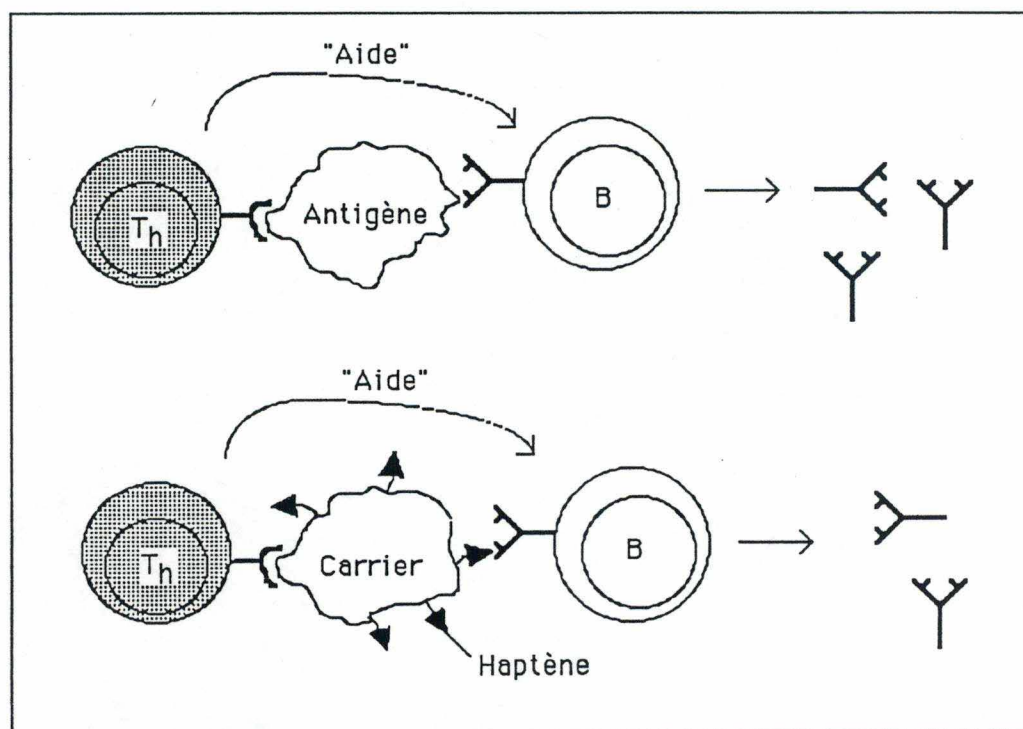 "Aide"
Th
Antigène
B
"Aide"
Th
Carrier
B
Haptène